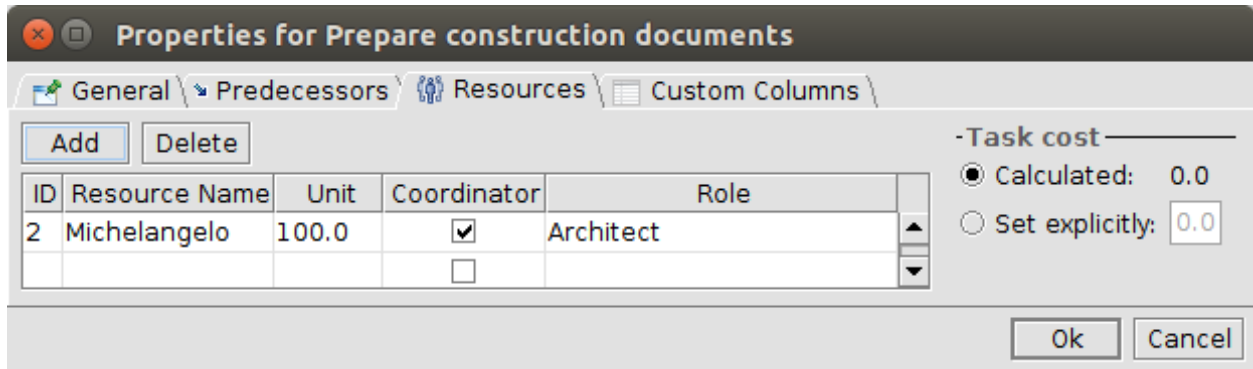 Properties for Prepare construction documents
General Predecessors Resources Custom Columns
Add Delete
ID Resource Name Unit Coordinator Role
2 Michelangelo 100.0 Architect
Task cost
Calculated: 0.0
Set explicitly: 0.0
Ok Cancel